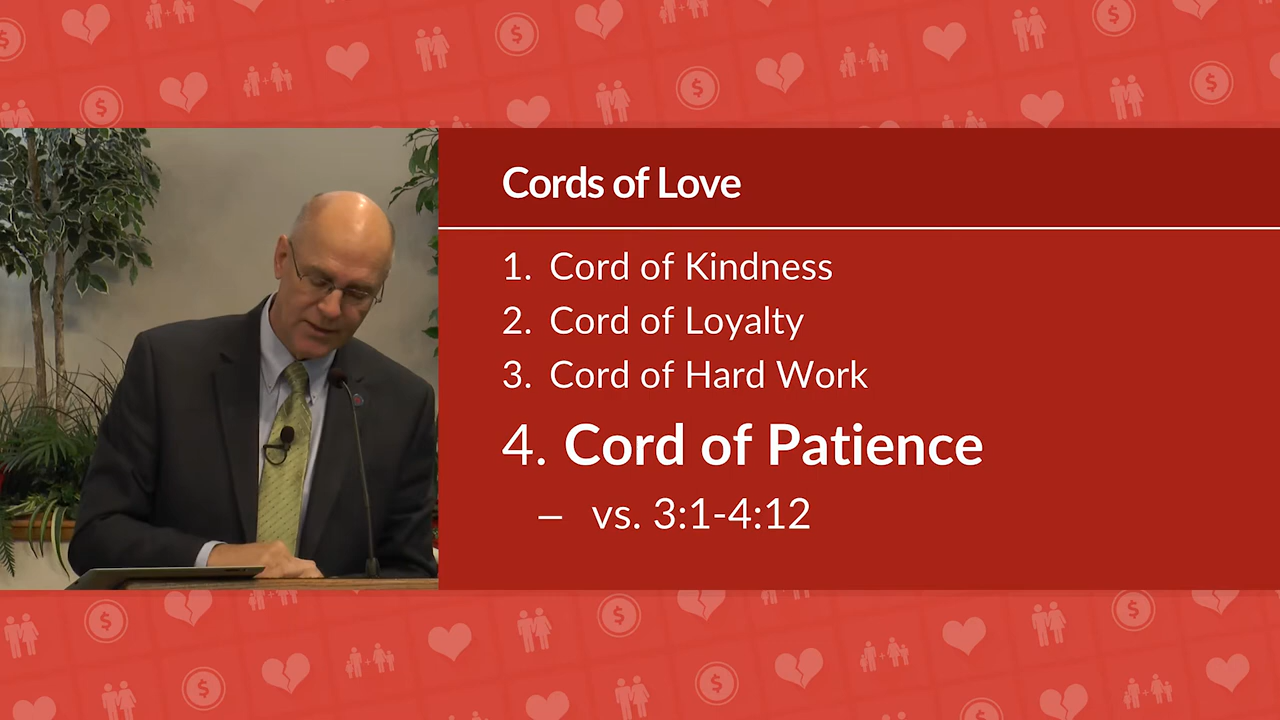 Cords of Love
1. Cord of Kindness
2. Cord of Loyalty
3. Cord of Hard Work
4. Cord of Patience
– vs. 3:1-4:12